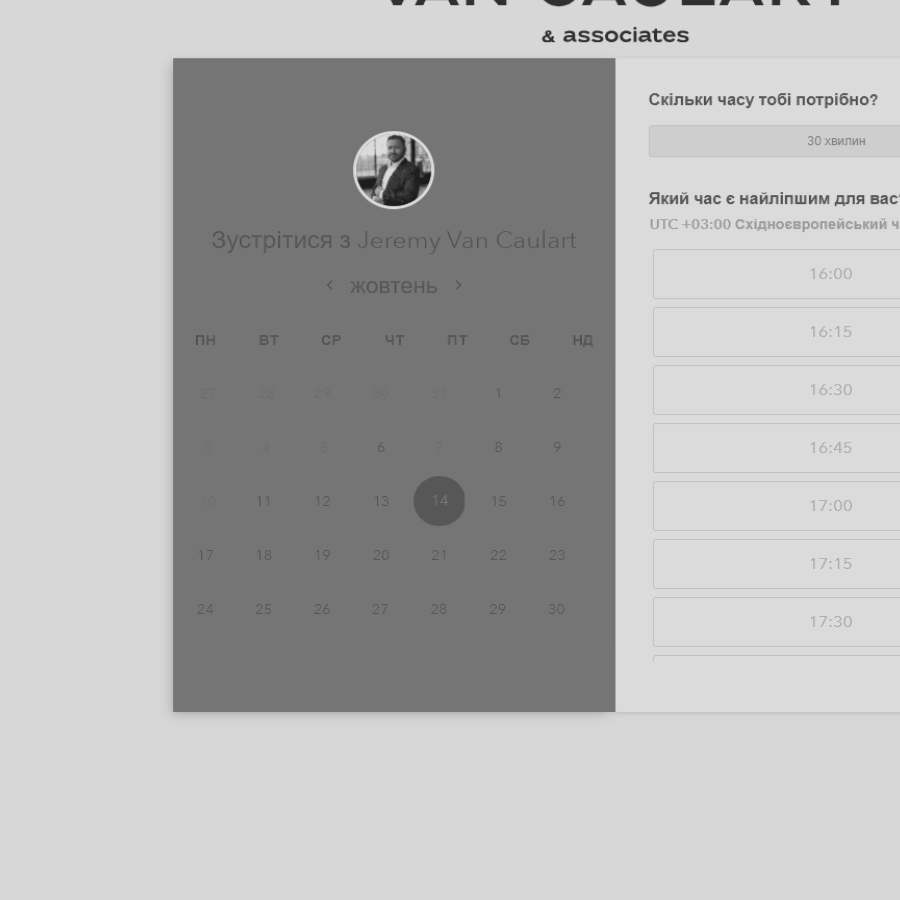 VAN CAULART
& associates
Зустрітися з Jeremy Van Caulart
‹ жовтень ›
ПН ВТ СР ЧТ ПТ СБ НД
27 28 29 30 31 1 2
3 4 5 6 7 8 9
10 11 12 13 14 15 16
17 18 19 20 21 22 23
24 25 26 27 28 29 30
Скільки часу тобі потрібно?
30 хвилин
Який час є найліпшим для вас
UTC +03:00 Східноєвропейський
16:00
16:15
16:30
16:45
17:00
17:15
17:30